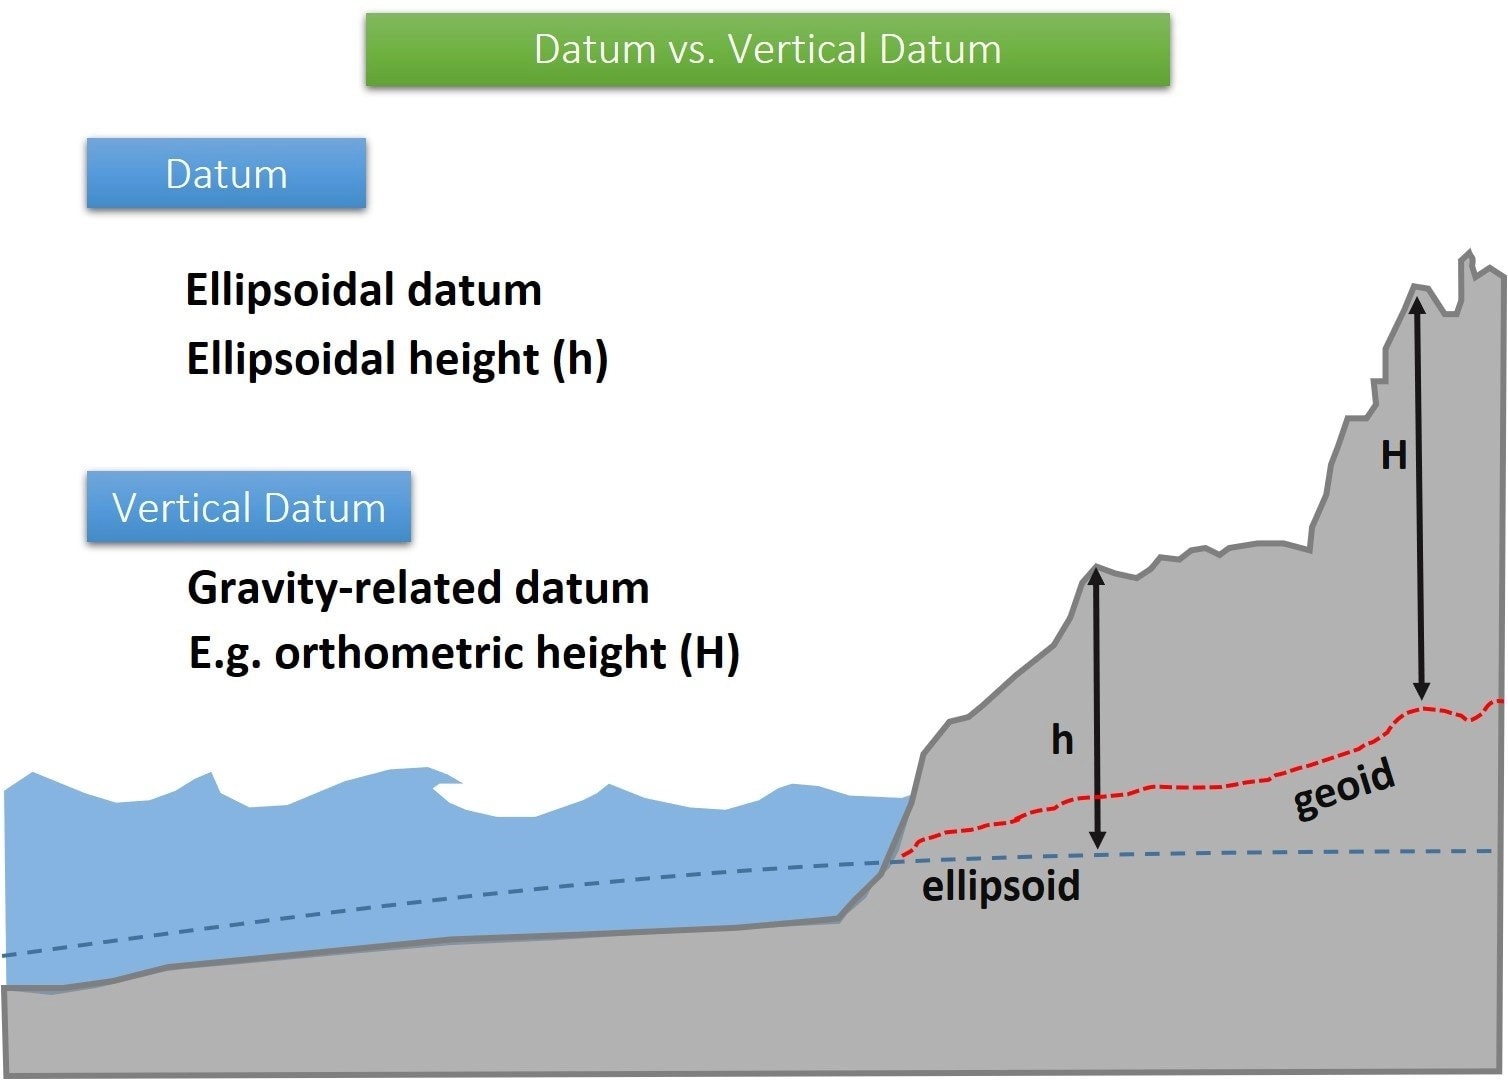 Datum vs. Vertical Datum
Datum
Ellipsoidal datum
Ellipsoidal height (h)
Vertical Datum
Gravity-related datum
E.g. orthometric height (H)
H
h
geoid
ellipsoid